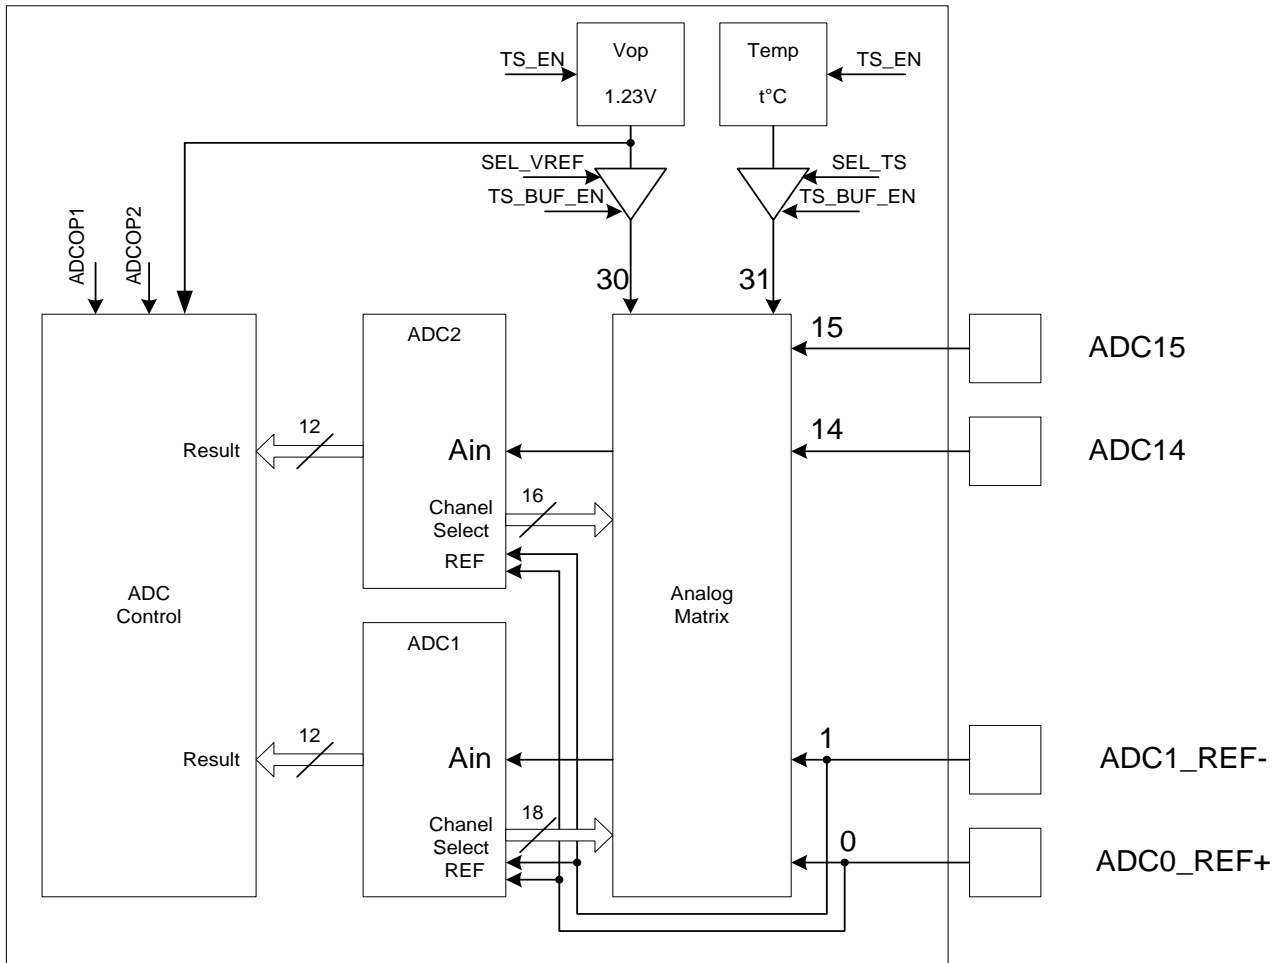 Vop
1.23V
Temp
t°C
TS_EN
TS_EN
SEL_VREF
TS_BUF_EN
SEL_TS
TS_BUF_EN
ADCOP1
ADCOP2
30
31
15
ADC15
14
ADC14
ADC2
12
Result
Ain
16
Chanel
Select
REF
ADC
Control
Analog
Matrix
ADC1
12
Result
Ain
18
Chanel
Select
REF
1
ADC1_REF-
0
ADC0_REF+